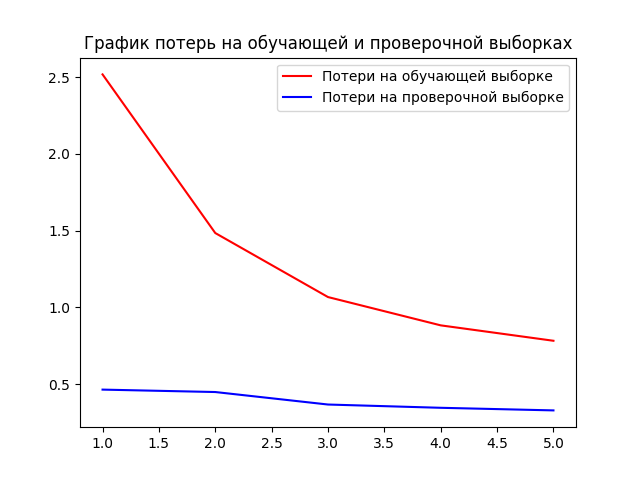 График потерь на обучающей и проверочной выборках
Потери на обучающей выборке
Потери на проверочной выборке
2.5
2.0
1.5
1.0
0.5
1.0 1.5 2.0 2.5 3.0 3.5 4.0 4.5 5.0